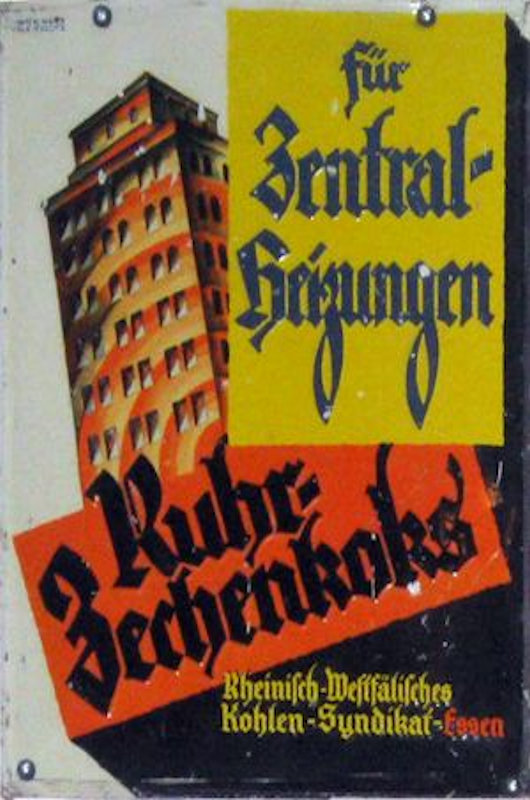 für
Zentral-
Heizungen
Ruhr-
Zechenkoks
Rheinisch-Westfälisches
Kohlen-Syndikat-Essen